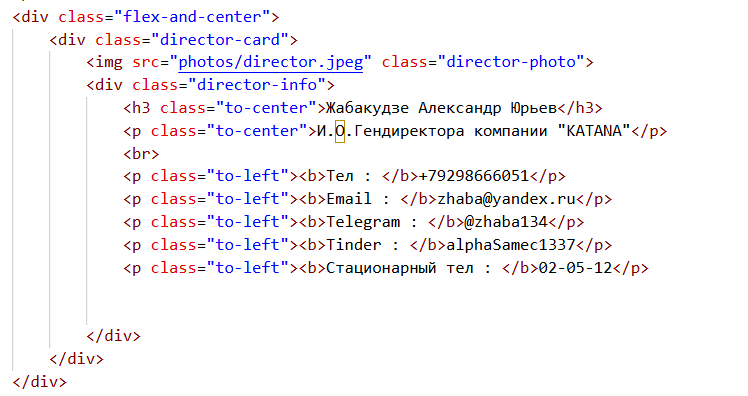 <div class="flex-and-center">
<div class="director-card">
<img src="photos/director.jpeg" class="director-photo">
<div class="director-info">
<h3 class="to-center">Жабакудзе Александр Юрьев</h3>
<p class="to-center">И.О.Гендиректора компании "KATANA"</p>
<br>
<p class="to-left"><b>Тел : </b>+79298666051</p>
<p class="to-left"><b>Email : </b>zhaba@yandex.ru</p>
<p class="to-left"><b>Telegram : </b>@zhaba134</p>
<p class="to-left"><b>Tinder : </b>alphaSamec1337</p>
<p class="to-left"><b>Стационарный тел : </b>02-05-12</p>
</div>
</div>
</div>